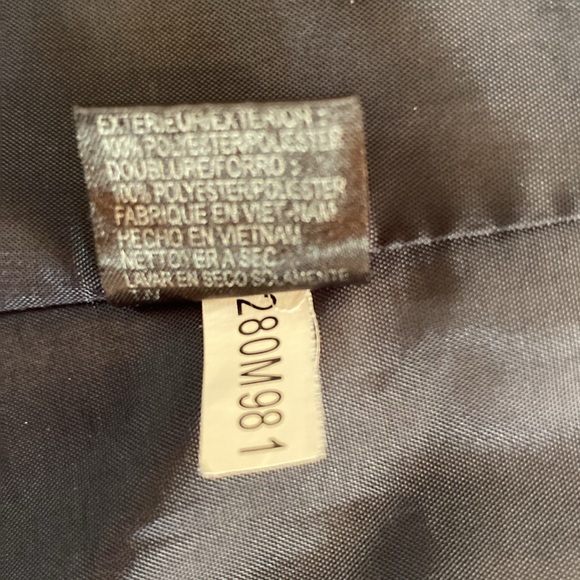 EXTERIEUR/EXTERIOR :
100% POLYESTER/POLIESTER
DOUBLURE/FORRO :
100% POLYESTER/POLIESTER
FABRIQUE EN VIET-NAM
HECHO EN VIETNAM
NETTOYER A SEC
LAVAR EN SECO SOLAMENTE
280M981